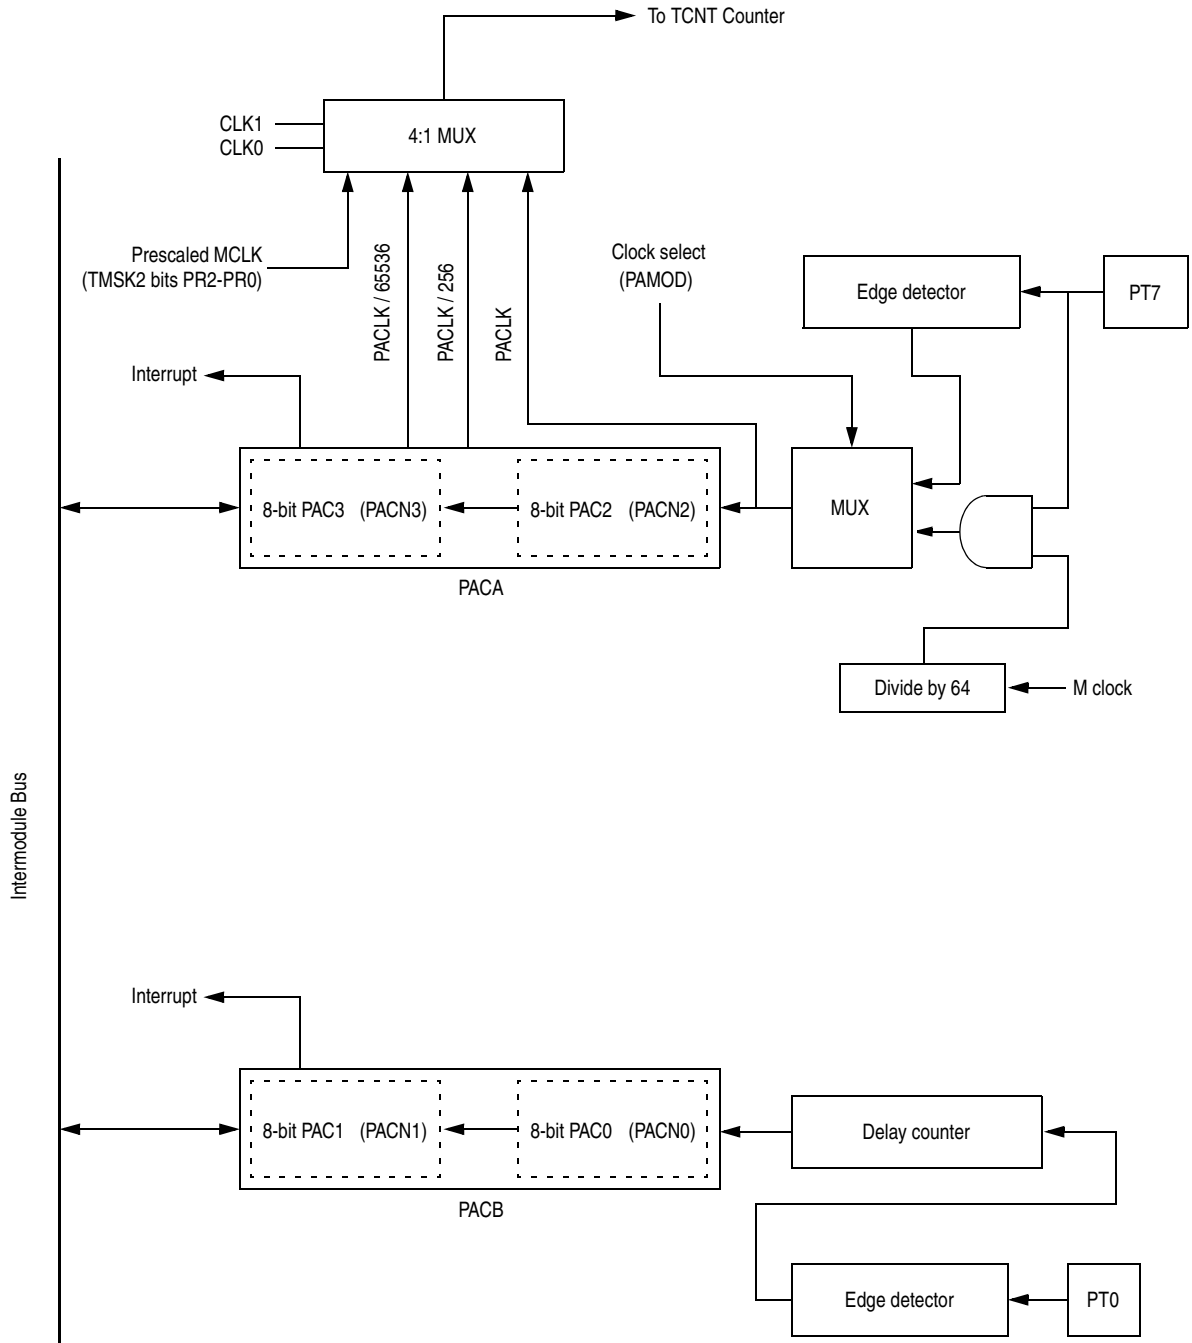 To TCNT Counter
CLK1
CLK0
4:1 MUX
Prescaled MCLK
(TMSK2 bits PR2-PR0)
PACLK / 65536
PACLK / 256
PACLK
Clock select
(PAMOD)
Edge detector
PT7
Interrupt
8-bit PAC3 (PACN3)
8-bit PAC2 (PACN2)
MUX
PACA
Divide by 64
M clock
Intermodule Bus
Interrupt
8-bit PAC1 (PACN1)
8-bit PAC0 (PACN0)
Delay counter
PACB
Edge detector
PT0